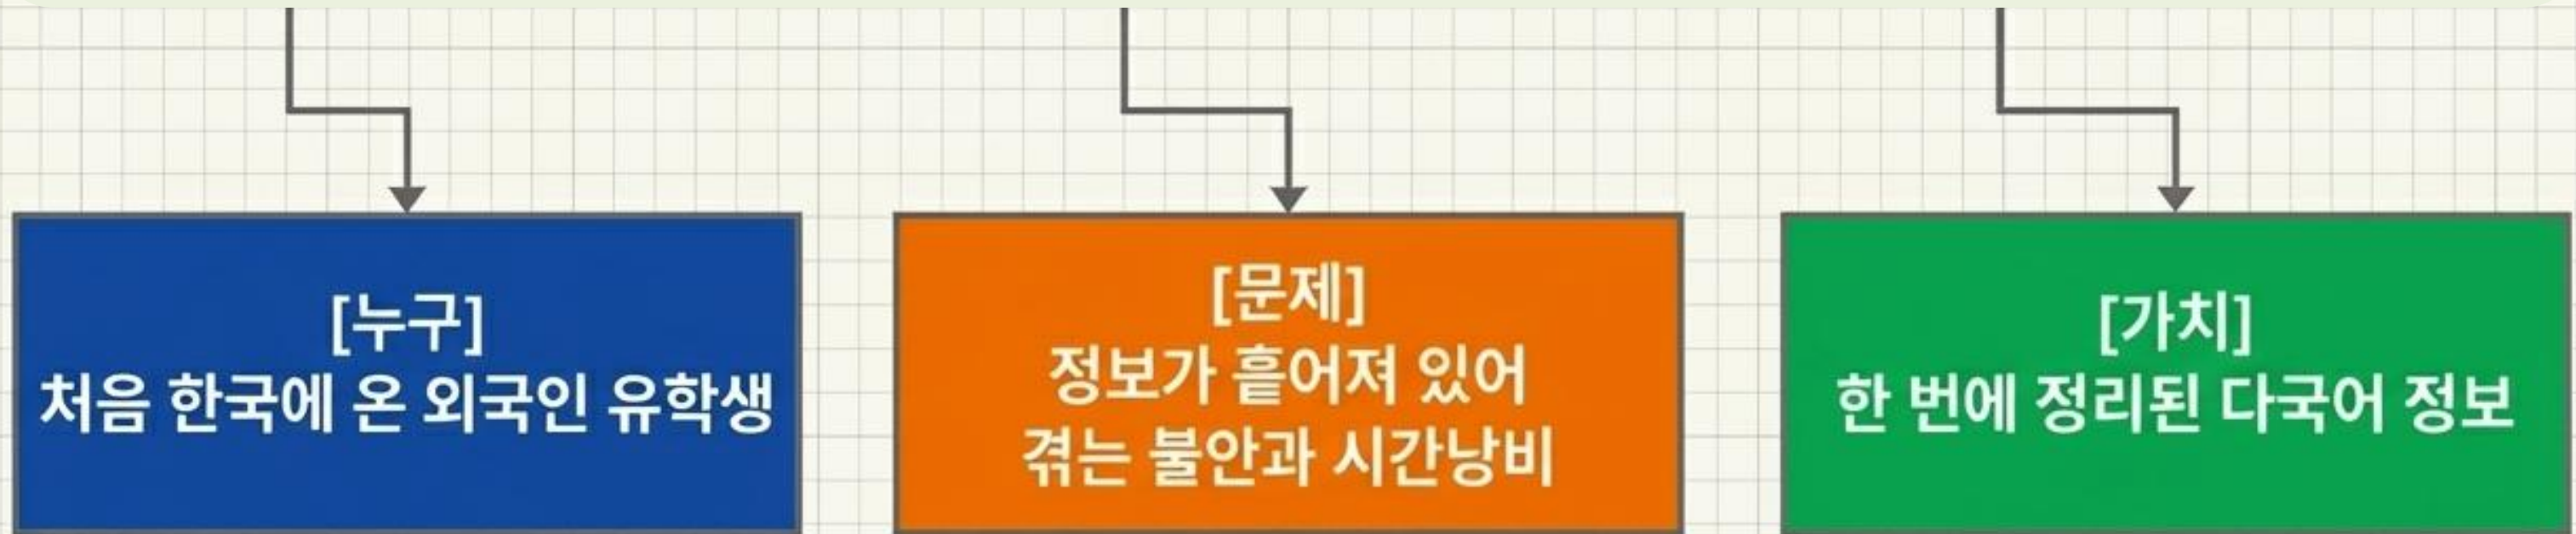 [누구]
처음 한국에 온 외국인 유학생
[문제]
정보가 흩어져 있어
겪는 불안과 시간낭비
[가치]
한 번에 정리된 다국어 정보